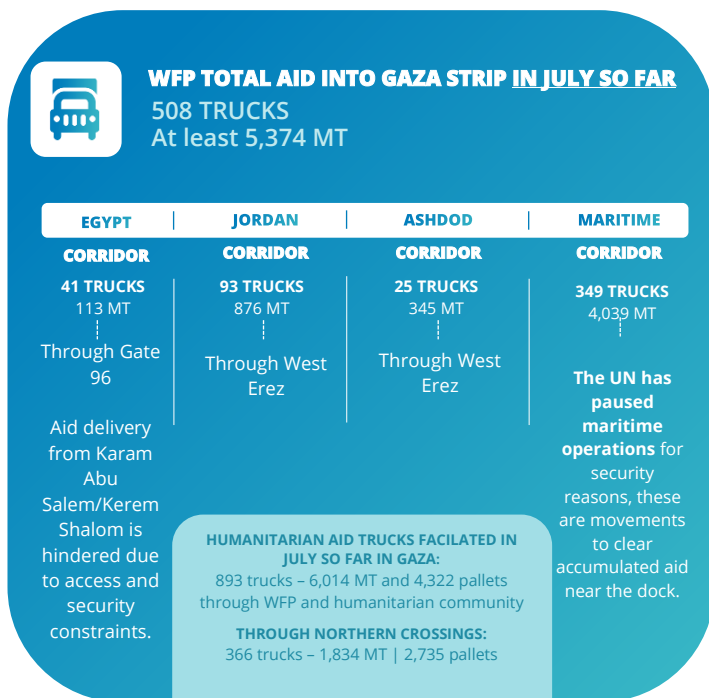 WFP TOTAL AID INTO GAZA STRIP IN JULY SO FAR
508 TRUCKS
At least 5,374 MT
EGYPT
CORRIDOR
41 TRUCKS
113 MT
Through Gate
96
Aid delivery
from Karam
Abu
Salem/Kerem
Shalom is
hindered due
to access and
security
constraints.
JORDAN
CORRIDOR
93 TRUCKS
876 MT
Through West
Erez
ASHDOD
CORRIDOR
25 TRUCKS
345 MT
Through West
Erez
MARITIME
CORRIDOR
349 TRUCKS
4,039 MT
The UN has
paused
maritime
operations for
security
reasons, these
are movements
to clear
accumulated aid
near the dock.
HUMANITARIAN AID TRUCKS FACILATED IN
JULY SO FAR IN GAZA:
893 trucks – 6,014 MT and 4,322 pallets
through WFP and humanitarian community
THROUGH NORTHERN CROSSINGS:
366 trucks – 1,834 MT | 2,735 pallets